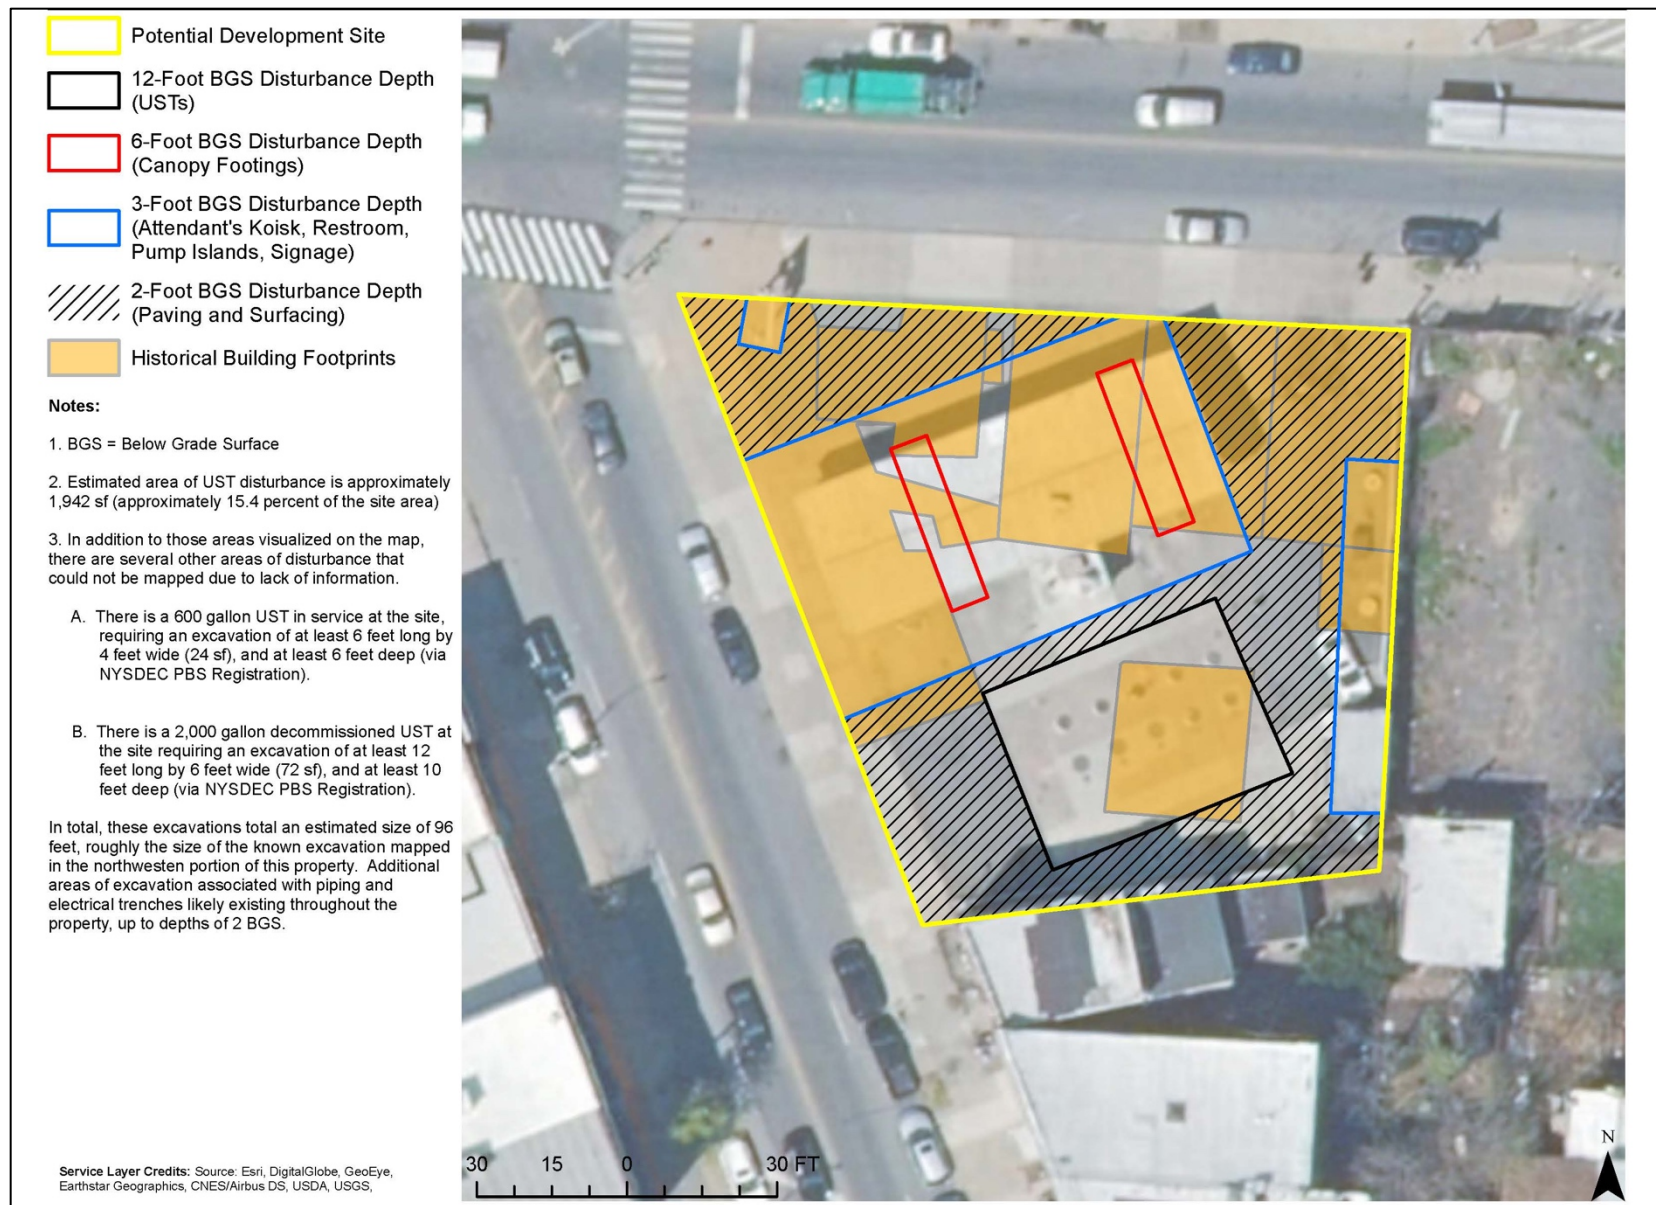 Potential Development Site
12-Foot BGS Disturbance Depth
(USTs)
6-Foot BGS Disturbance Depth
(Canopy Footings)
3-Foot BGS Disturbance Depth
(Attendant's Koisk, Restroom,
Pump Islands, Signage)
2-Foot BGS Disturbance Depth
(Paving and Surfacing)
Historical Building Footprints
Notes:
1. BGS = Below Grade Surface
2. Estimated area of UST disturbance is approximately
1,942 sf (approximately 15.4 percent of the site area)
3. In addition to those areas visualized on the map,
there are several other areas of disturbance that
could not be mapped due to lack of information.
A. There is a 600 gallon UST in service at the site,
requiring an excavation of at least 6 feet long by
4 feet wide (24 sf), and at least 6 feet deep (via
NYSDEC PBS Registration).
B. There is a 2,000 gallon decommissioned UST at
the site requiring an excavation of at least 12
feet long by 6 feet wide (72 sf), and at least 10
feet deep (via NYSDEC PBS Registration).
In total, these excavations total an estimated size of 96
feet, roughly the size of the known excavation mapped
in the northwesten portion of this property. Additional
areas of excavation associated with piping and
electrical trenches likely existing throughout the
property, up to depths of 2 BGS.
Service Layer Credits: Source: Esri, DigitalGlobe, GeoEye,
Earthstar Geographics, CNES/Airbus DS, USDA, USGS,
30 15 0 30 FT
N